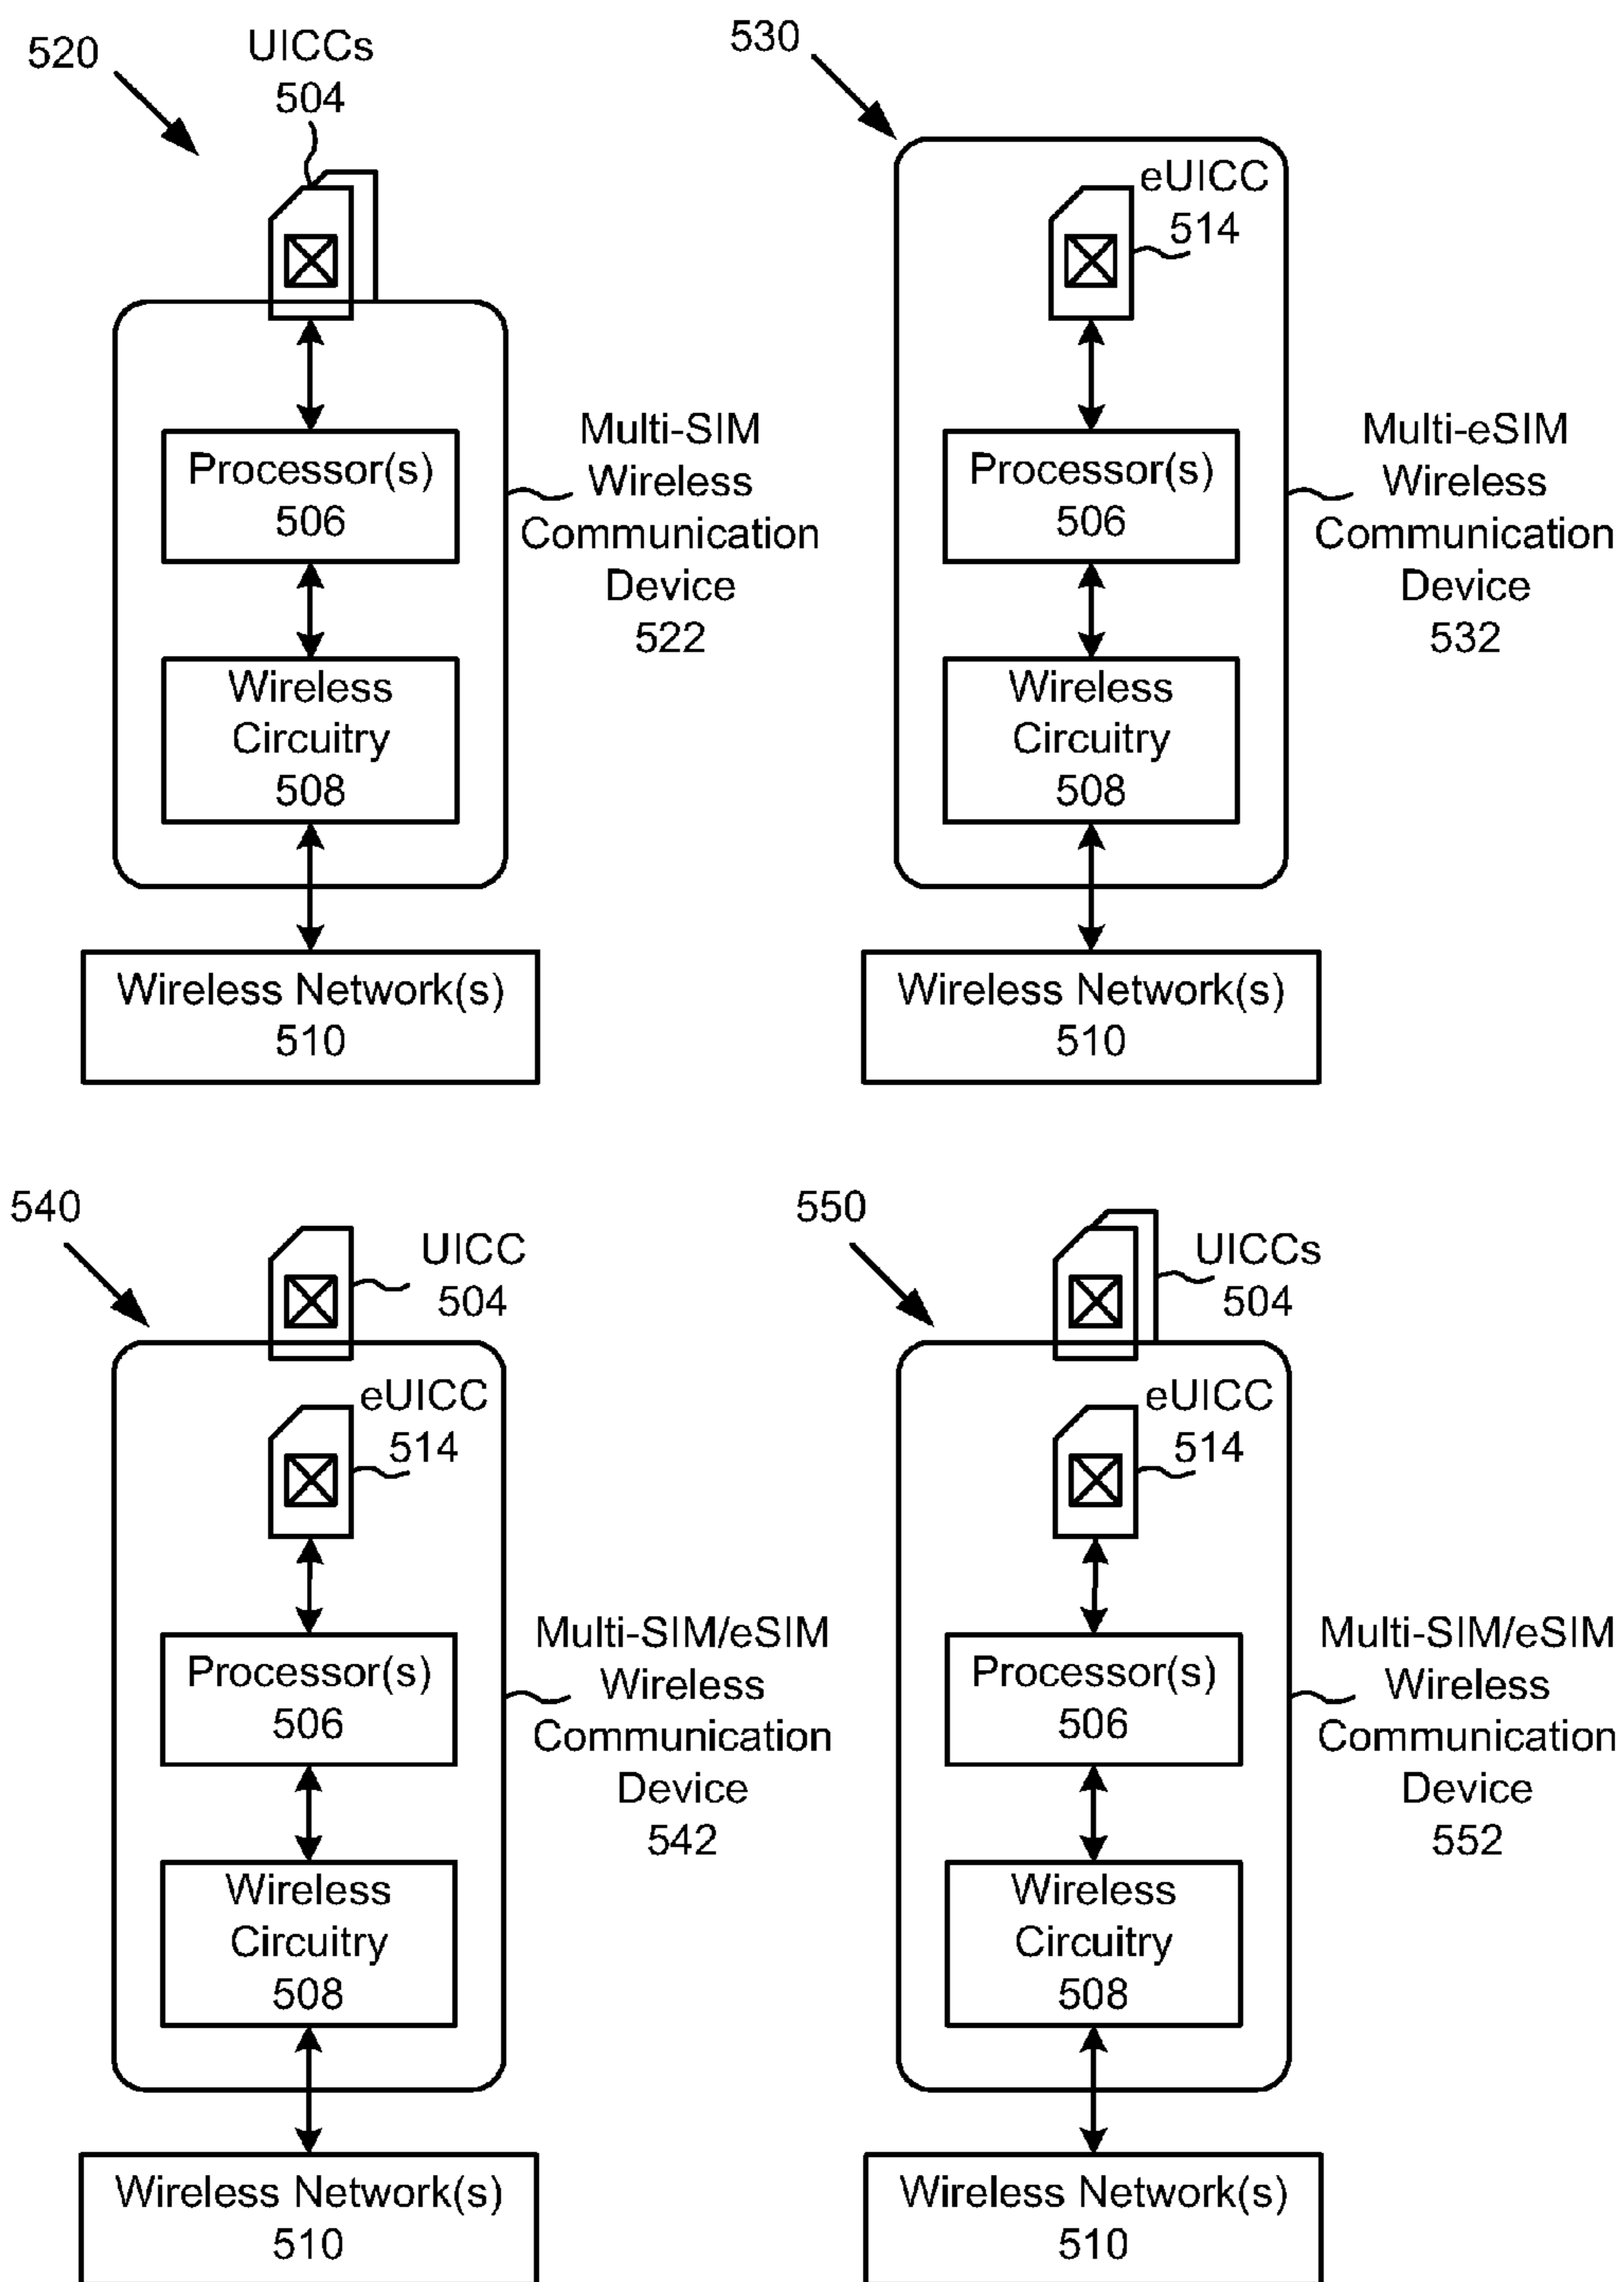 520
UICCs
504
Processor(s)
506
Wireless
Circuitry
508
Multi-SIM
Wireless
Communication
Device
522
Wireless Network(s)
510
530
eUICC
514
Processor(s)
506
Wireless
Circuitry
508
Multi-eSIM
Wireless
Communication
Device
532
Wireless Network(s)
510
540
UICC
504
eUICC
514
Processor(s)
506
Wireless
Circuitry
508
Multi-SIM/eSIM
Wireless
Communication
Device
542
Wireless Network(s)
510
550
UICCs
504
eUICC
514
Processor(s)
506
Wireless
Circuitry
508
Multi-SIM/eSIM
Wireless
Communication
Device
552
Wireless Network(s)
510